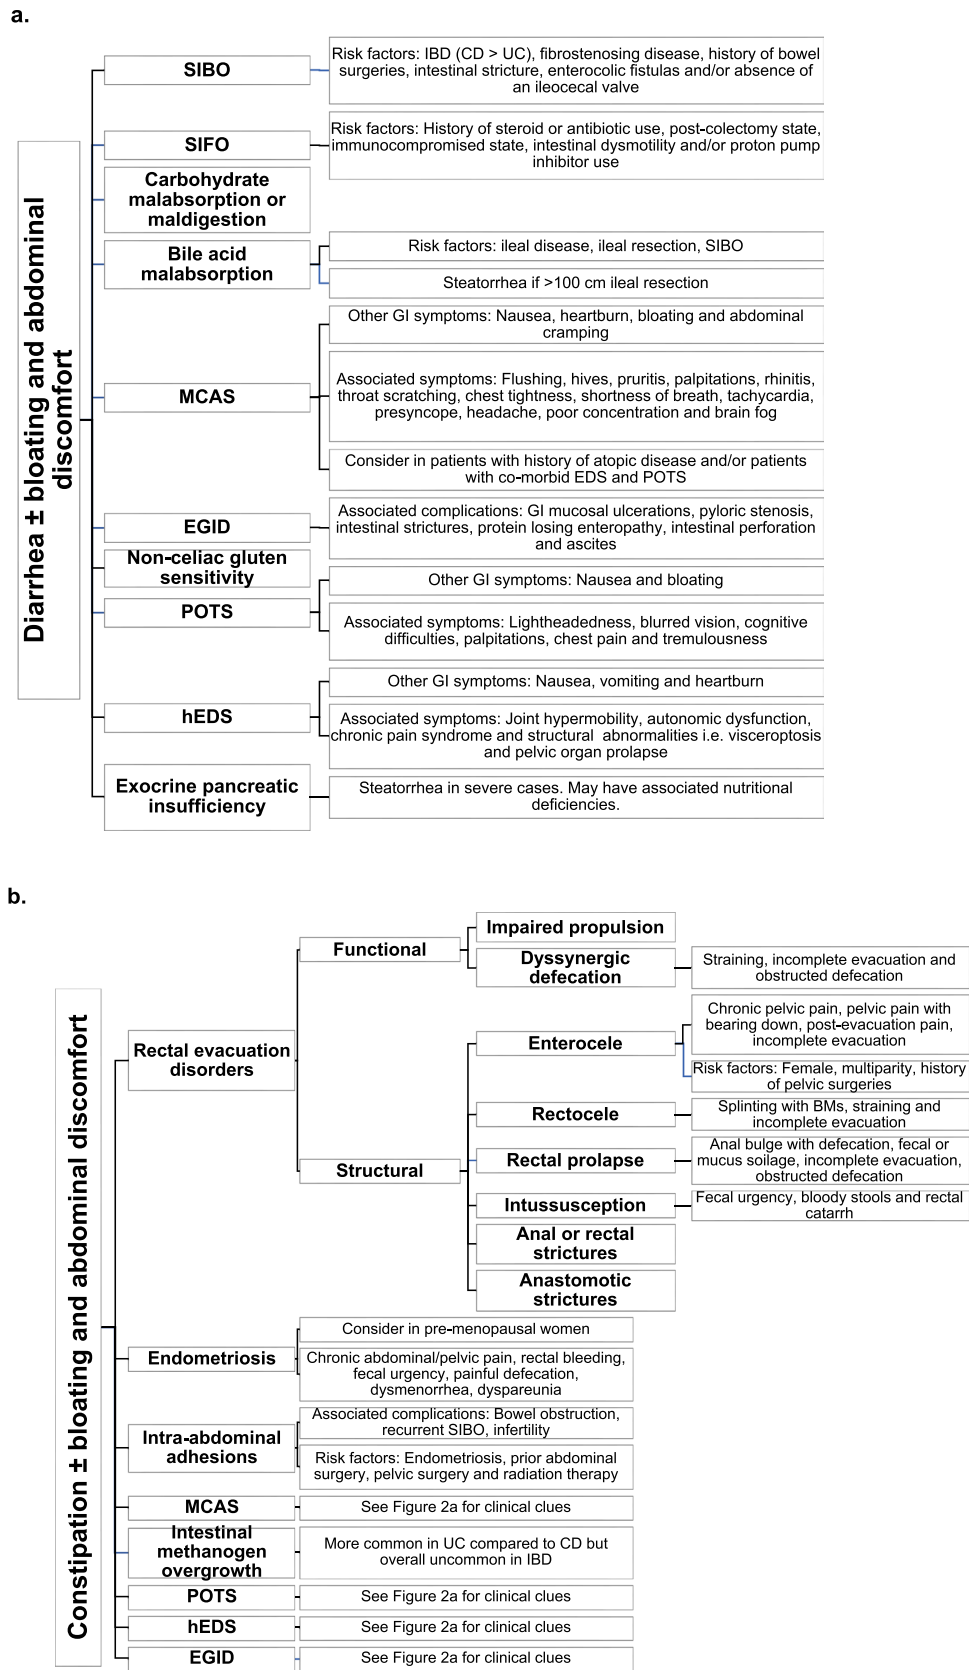 a.
Diarrhea ± bloating and abdominal
discomfort
SIBO
Risk factors: IBD (CD > UC), fibrostenosing disease, history of bowel
surgeries, intestinal stricture, enterocolic fistulas and/or absence of
an ileocecal valve
SIFO
Risk factors: History of steroid or antibiotic use, post-colectomy state,
immunocompromised state, intestinal dysmotility and/or proton pump
inhibitor use
Carbohydrate
malabsorption or
maldigestion
Bile acid
malabsorption
Risk factors: ileal disease, ileal resection, SIBO
Steatorrhea if >100 cm ileal resection
MCAS
Other GI symptoms: Nausea, heartburn, bloating and abdominal
cramping
Associated symptoms: Flushing, hives, pruritis, palpitations, rhinitis,
throat scratching, chest tightness, shortness of breath, tachycardia,
presyncope, headache, poor concentration and brain fog
Consider in patients with history of atopic disease and/or patients
with co-morbid EDS and POTS
EGID
Associated complications: GI mucosal ulcerations, pyloric stenosis,
intestinal strictures, protein losing enteropathy, intestinal perforation
and ascites
Non-celiac gluten
sensitivity
POTS
Other GI symptoms: Nausea and bloating
Associated symptoms: Lightheadedness, blurred vision, cognitive
difficulties, palpitations, chest pain and tremulousness
hEDS
Other GI symptoms: Nausea, vomiting and heartburn
Associated symptoms: Joint hypermobility, autonomic dysfunction,
chronic pain syndrome and structural abnormalities i.e. visceroptosis
and pelvic organ prolapse
Exocrine pancreatic
insufficiency
Steatorrhea in severe cases. May have associated nutritional
deficiencies.
b.
Constipation ± bloating and abdominal discomfort
Rectal evacuation
disorders
Functional
Impaired propulsion
Dyssynergic
defecation
Straining, incomplete evacuation and
obstructed defecation
Structural
Enterocele
Chronic pelvic pain, pelvic pain with
bearing down, post-evacuation pain,
incomplete evacuation
Risk factors: Female, multiparity, history
of pelvic surgeries
Rectocele
Splinting with BMs, straining and
incomplete evacuation
Rectal prolapse
Anal bulge with defecation, fecal or
mucus soilage, incomplete evacuation,
obstructed defecation
Intussusception
Fecal urgency, bloody stools and rectal
catarrh
Anal or rectal
strictures
Anastomotic
strictures
Endometriosis
Consider in pre-menopausal women
Chronic abdominal/pelvic pain, rectal bleeding,
fecal urgency, painful defecation,
dysmenorrhea, dyspareunia
Intra-abdominal
adhesions
Associated complications: Bowel obstruction,
recurrent SIBO, infertility
Risk factors: Endometriosis, prior abdominal
surgery, pelvic surgery and radiation therapy
MCAS
See Figure 2a for clinical clues
Intestinal
methanogen
overgrowth
More common in UC compared to CD but
overall uncommon in IBD
POTS
See Figure 2a for clinical clues
hEDS
See Figure 2a for clinical clues
EGID
See Figure 2a for clinical clues